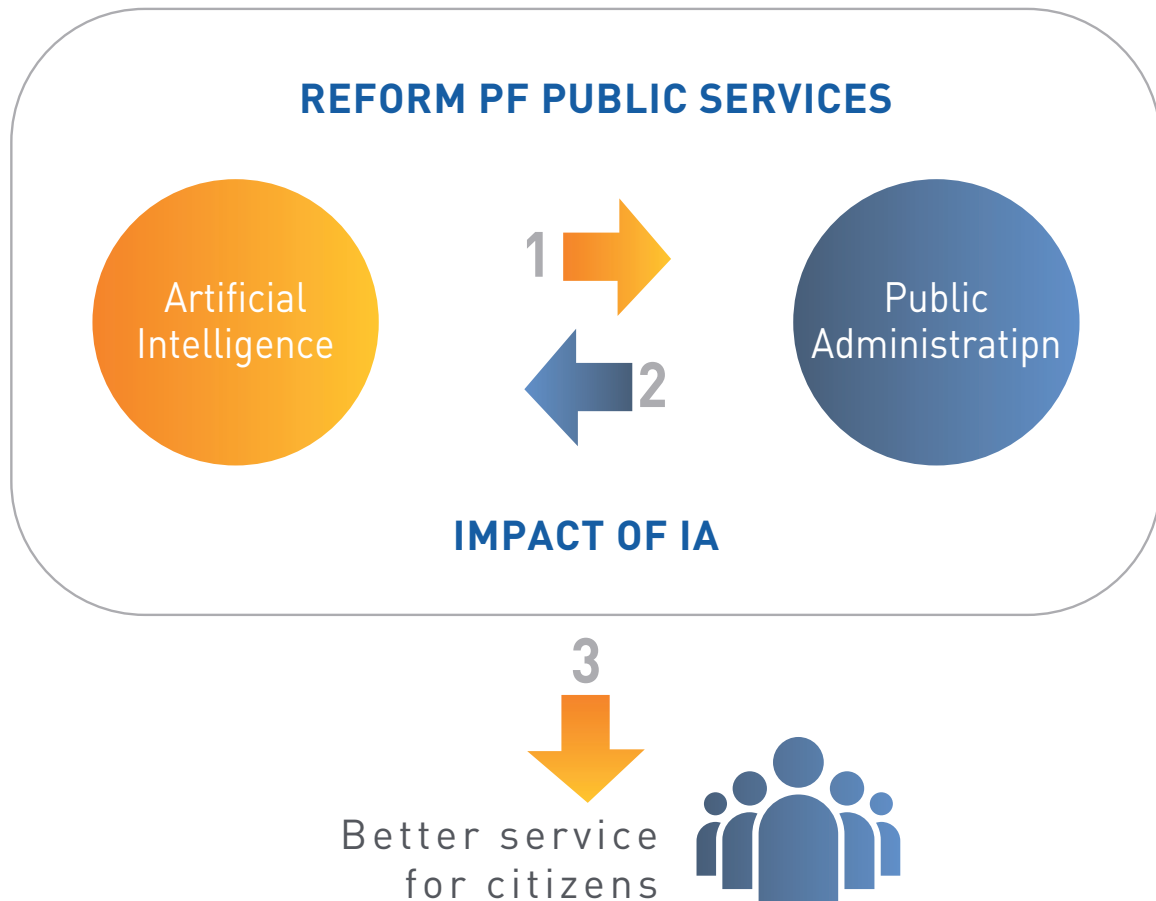 REFORM PF PUBLIC SERVICES
Artificial
Intelligence
1
2
Public
Administratipn
IMPACT OF IA
3
Better service
for citizens